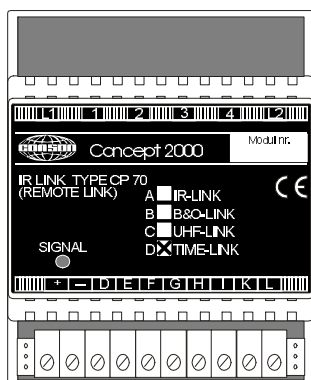 L1 1 2 3 4 L2
CONSON Concept 2000 Modul nr.
IR LINK TYPE CP 70
(REMOTE LINK)
A IR-LINK
B B&O-LINK
C UHF-LINK
D TIME-LINK
CE
SIGNAL
+ – D E F G H I K L